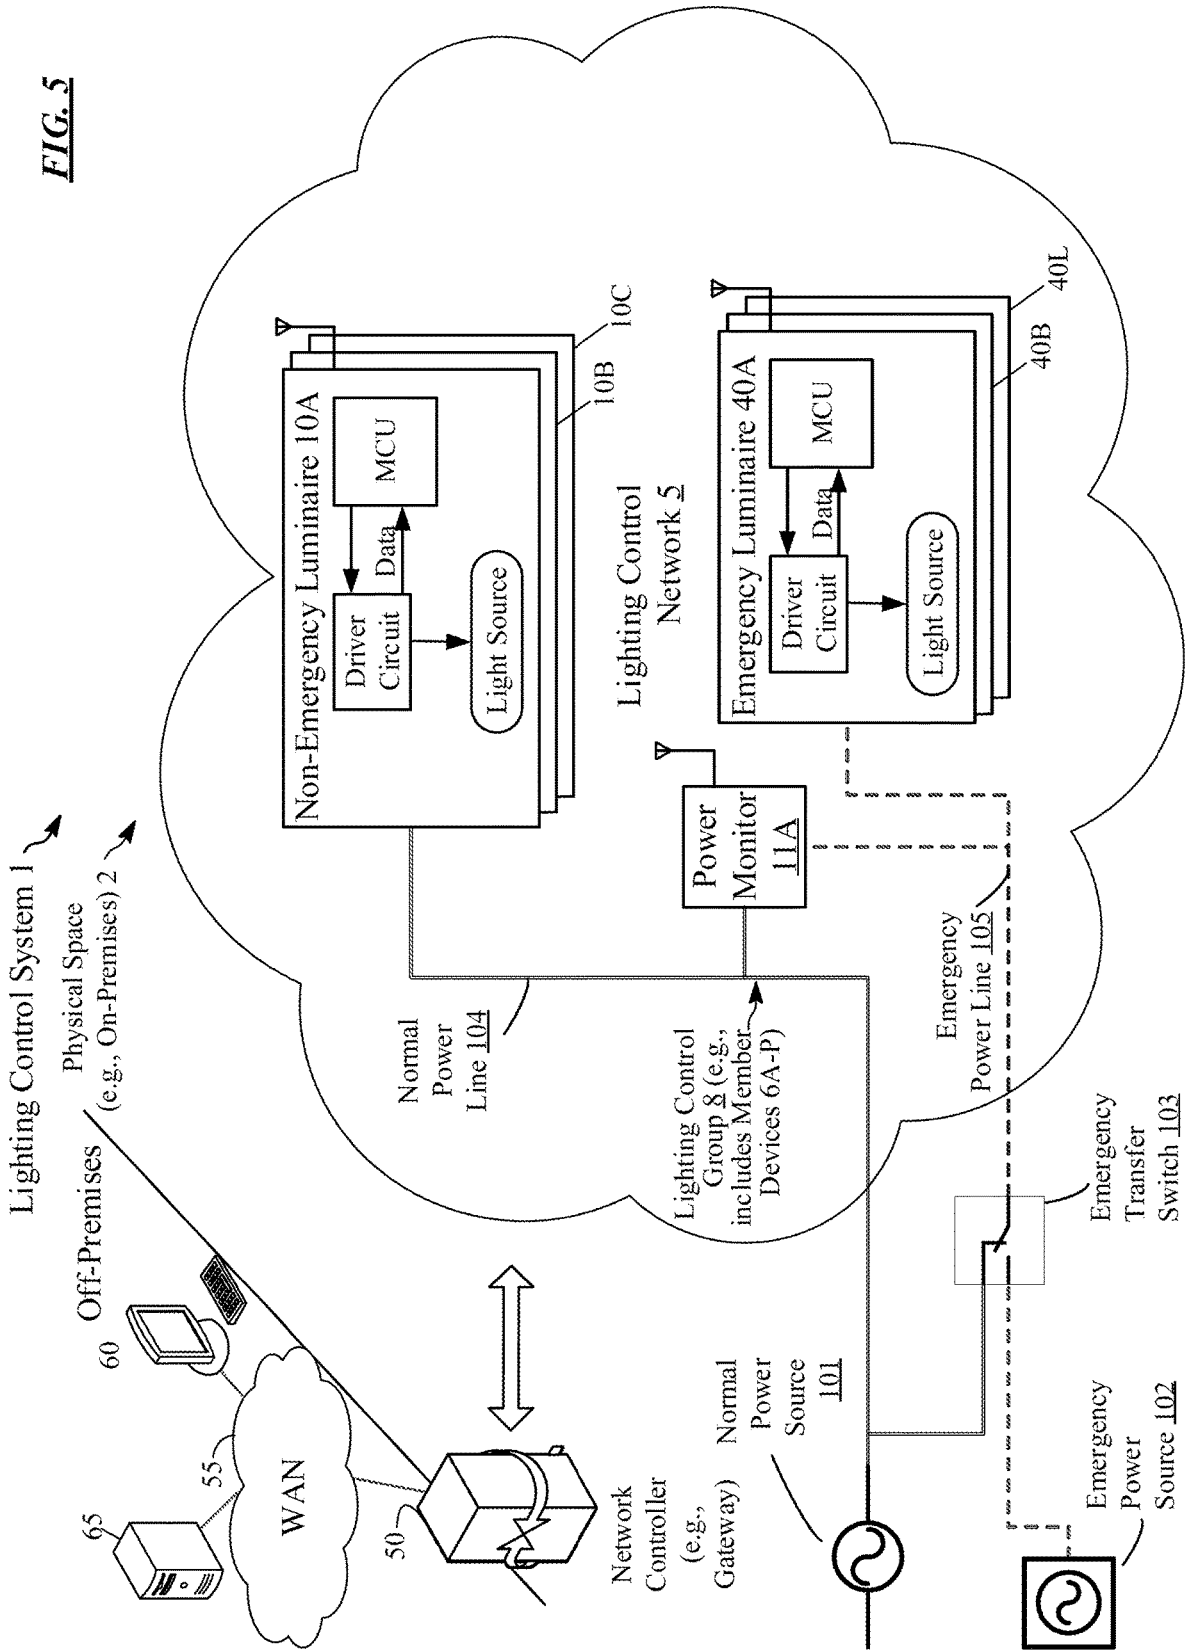 FIG. 5
Lighting Control System 1
Physical Space
(e.g., On-Premises) 2
Off-Premises
60
65
55
WAN
50
Network
Controller
(e.g.,
Gateway)
Non-Emergency Luminaire 10A
MCU
Data
Driver
Circuit
Light Source
10B
10C
Lighting Control
Network 5
Emergency Luminaire 40A
MCU
Data
Driver
Circuit
Light Source
40B
40L
Power
Monitor
11A
Normal
Power
Line 104
Lighting Control
Group 8 (e.g.,
includes Member
Devices 6A-P)
Emergency
Power Line 105
Normal
Power
Source
101
Emergency
Transfer
Switch 103
Emergency
Power
Source 102